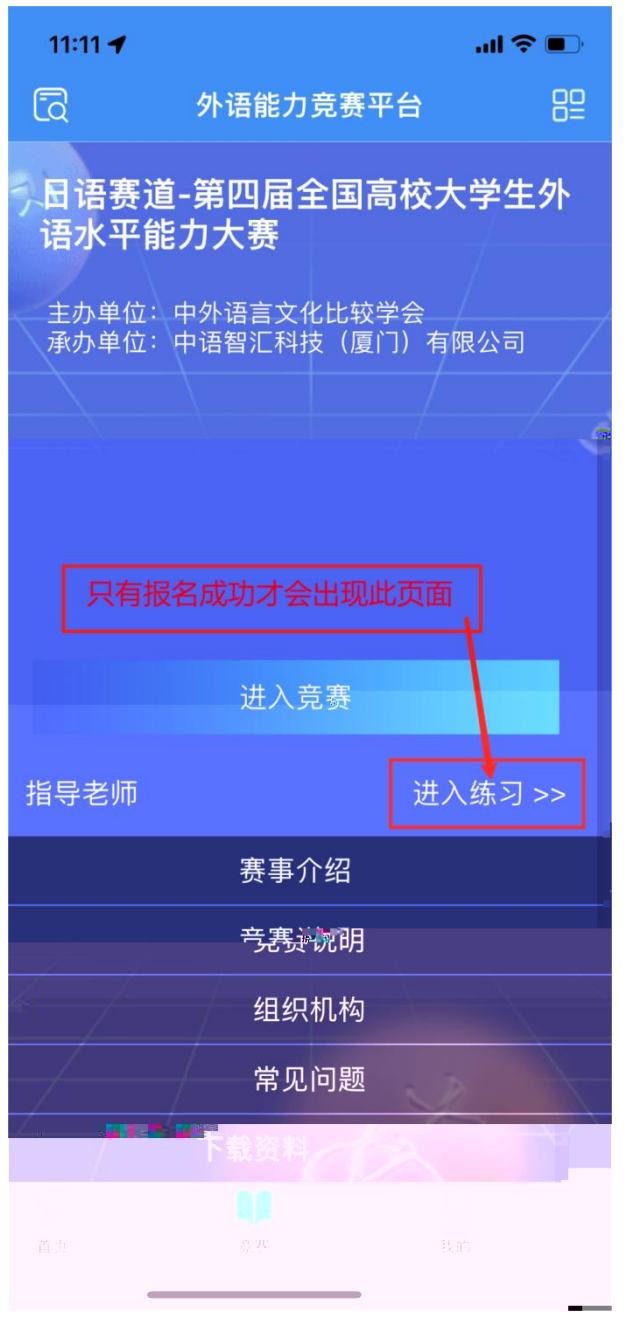 11:11
外语能力竞赛平台
日语赛道-第四届全国高校大学生外
语水平能力大赛
主办单位：中外语言文化比较学会
承办单位：中语智汇科技（厦门）有限公司
只有报名成功才会出现此页面
进入竞赛
指导老师
进入练习 >>
赛事介绍
竞赛说明
组织机构
常见问题
下载资料